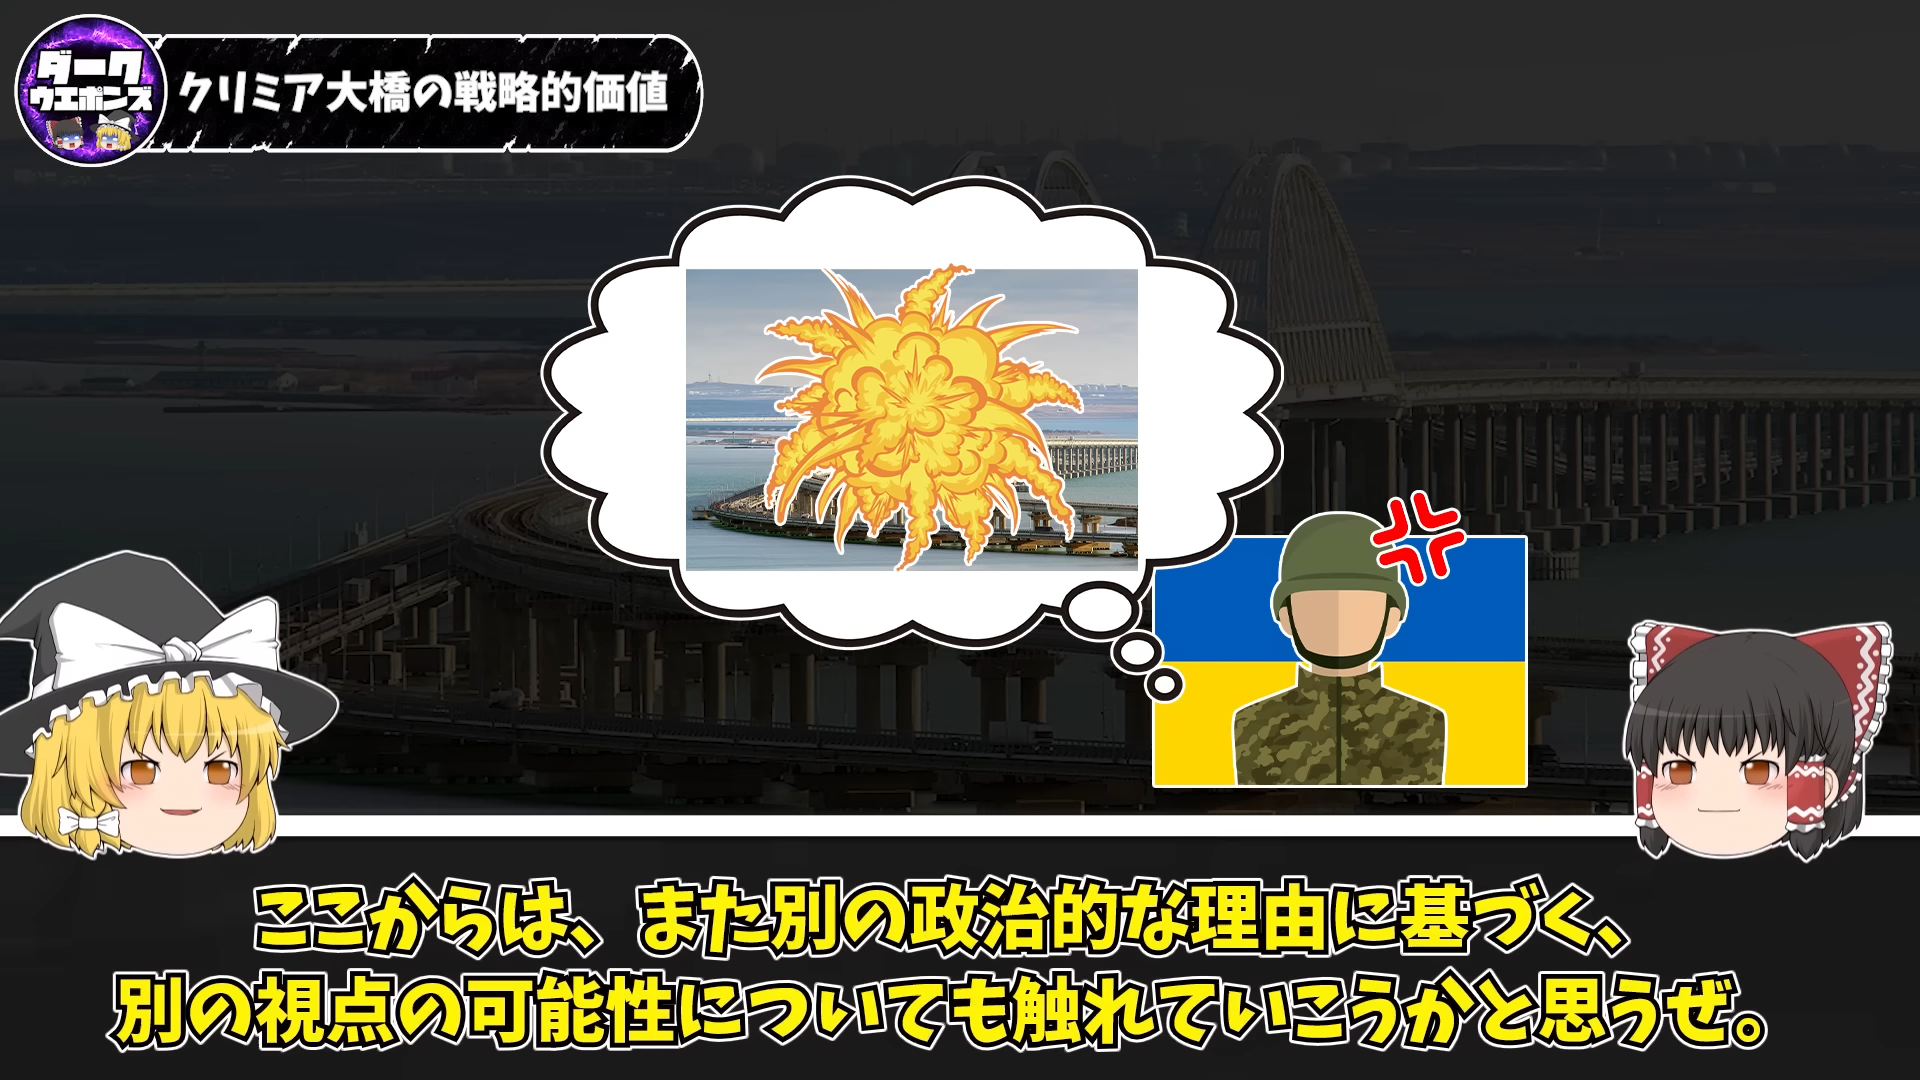 ダーク
ウエポンズ
クリミア大橋の戦略的価値
ここからは、また別の政治的な理由に基づく、
別の視点の可能性についても触れていこうかと思うぜ。